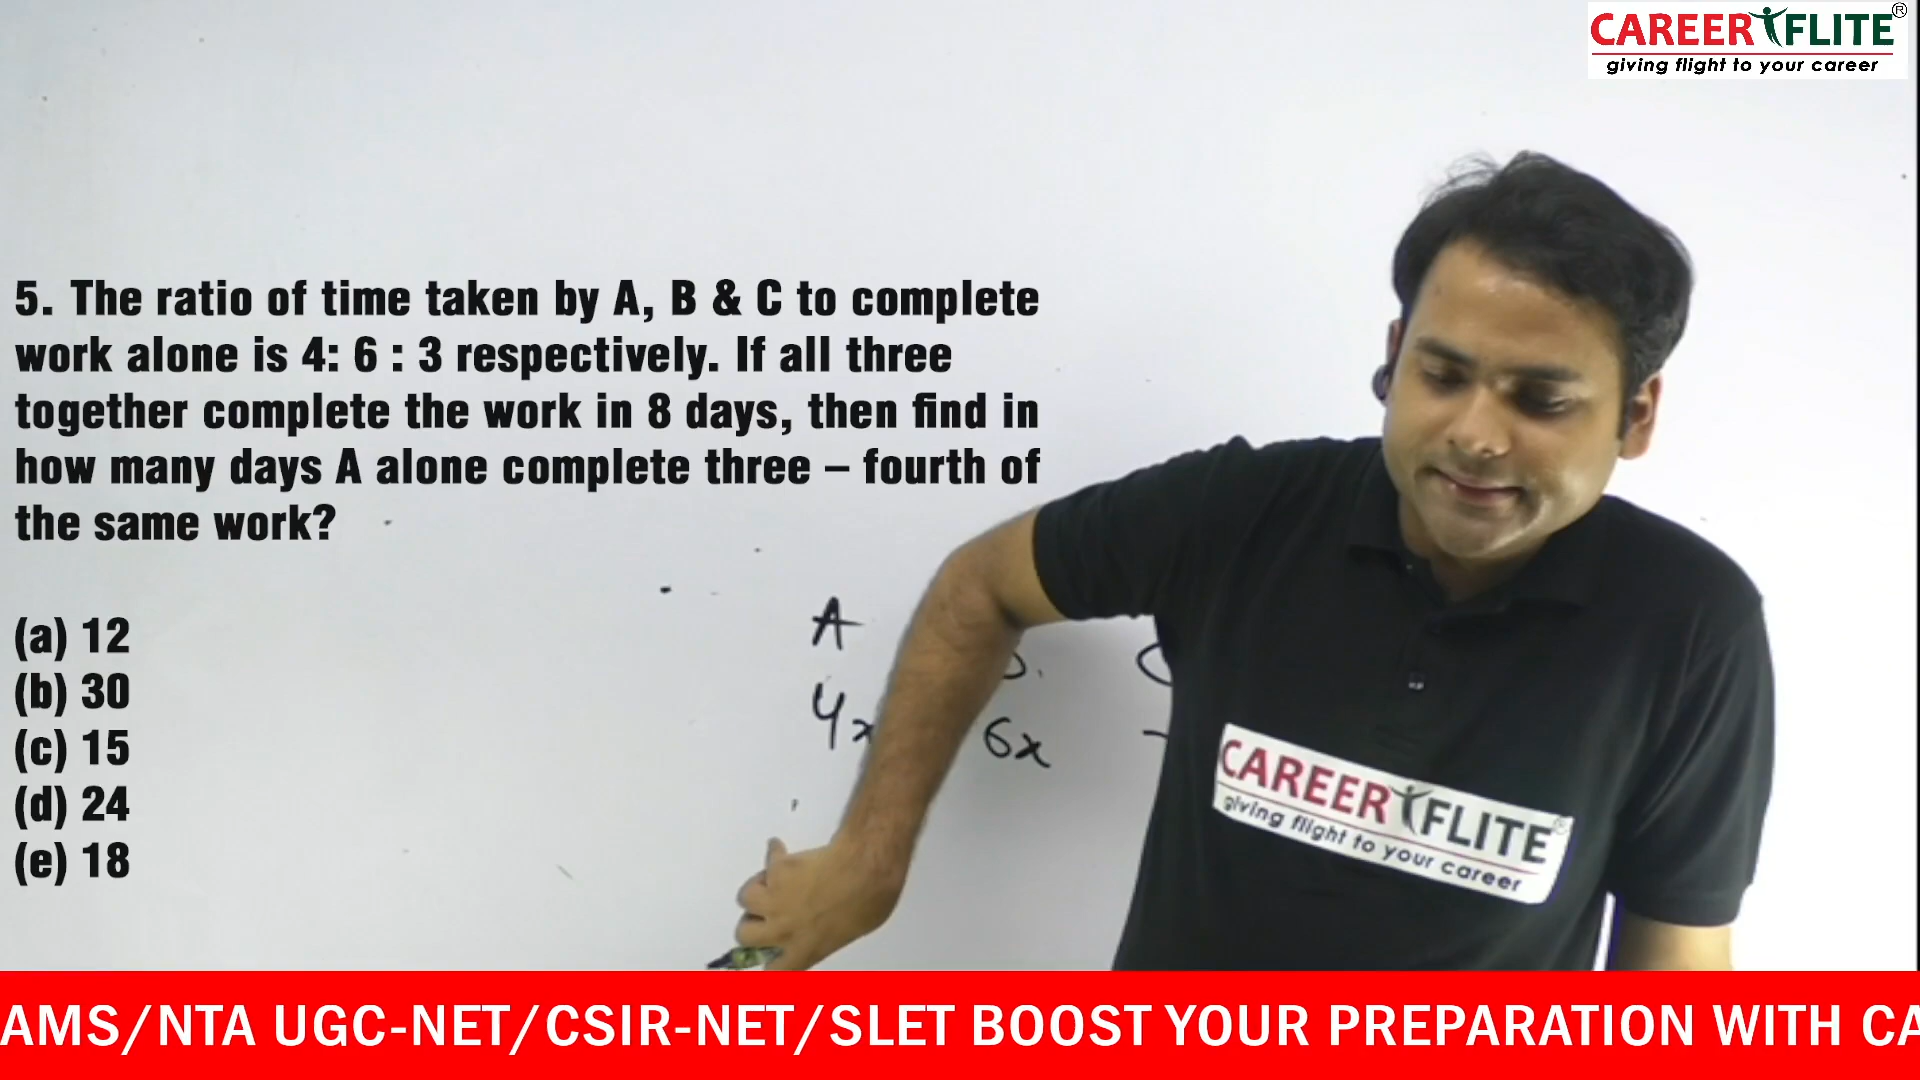 CAREER FLITE®
giving flight to your career
5. The ratio of time taken by A, B & C to complete
work alone is 4: 6 : 3 respectively. If all three
together complete the work in 8 days, then find in
how many days A alone complete three – fourth of
the same work?
(a) 12
(b) 30
(c) 15
(d) 24
(e) 18
A
4x 6x
CAREER FLITE®
giving flight to your career
AMS/NTA UGC-NET/CSIR-NET/SLET BOOST YOUR PREPARATION WITH CA